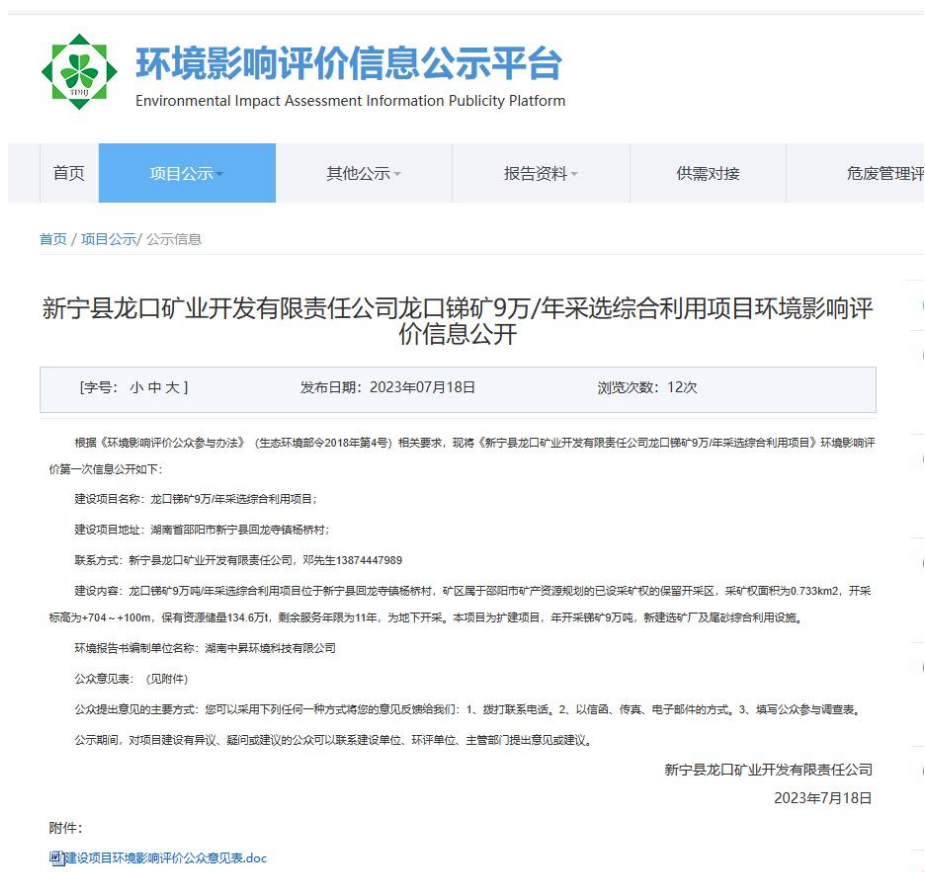 TDHJ
环境影响评价信息公示平台
Environmental Impact Assessment Information Publicity Platform
首页 项目公示 其他公示 报告资料 供需对接 危废管理评
首页 / 项目公示/ 公示信息
新宁县龙口矿业开发有限责任公司龙口锑矿9万/年采选综合利用项目环境影响评
价信息公开
[字号： 小 中 大 ] 发布日期：2023年07月18日 浏览次数：12次
根据《环境影响评价公众参与办法》（生态环境部令2018年第4号）相关要求，现将《新宁县龙口矿业开发有限责任公司龙口锑矿9万/年采选综合利用项目》环境影响评
价第一次信息公开如下：
建设项目名称：龙口锑矿9万/年采选综合利用项目；
建设项目地址：湖南省邵阳市新宁县回龙寺镇杨桥村；
联系方式：新宁县龙口矿业开发有限责任公司，邓先生13874447989
建设内容：龙口锑矿9万吨/年采选综合利用项目位于新宁县回龙寺镇杨桥村，矿区属于邵阳市矿产资源规划的已设采矿权的保留开采区，采矿权面积为0.733km2，开采
标高为+704～+100m，保有资源储量134.6万t，剩余服务年限为11年，为地下开采。本项目为扩建项目，年开采锑矿9万吨，新建选矿厂及尾砂综合利用设施。
环境报告书编制单位名称：湖南中昇环境科技有限公司
公众意见表：（见附件）
公众提出意见的主要方式：您可以采用下列任何一种方式将您的意见反馈给我们：1、拨打联系电话。2、以信函、传真、电子邮件的方式。3、填写公众参与调查表。
公示期间，对项目建设有异议、疑问或建议的公众可以联系建设单位、环评单位、主管部门提出意见或建议。
新宁县龙口矿业开发有限责任公司
2023年7月18日
附件：
建设项目环境影响评价公众意见表.doc